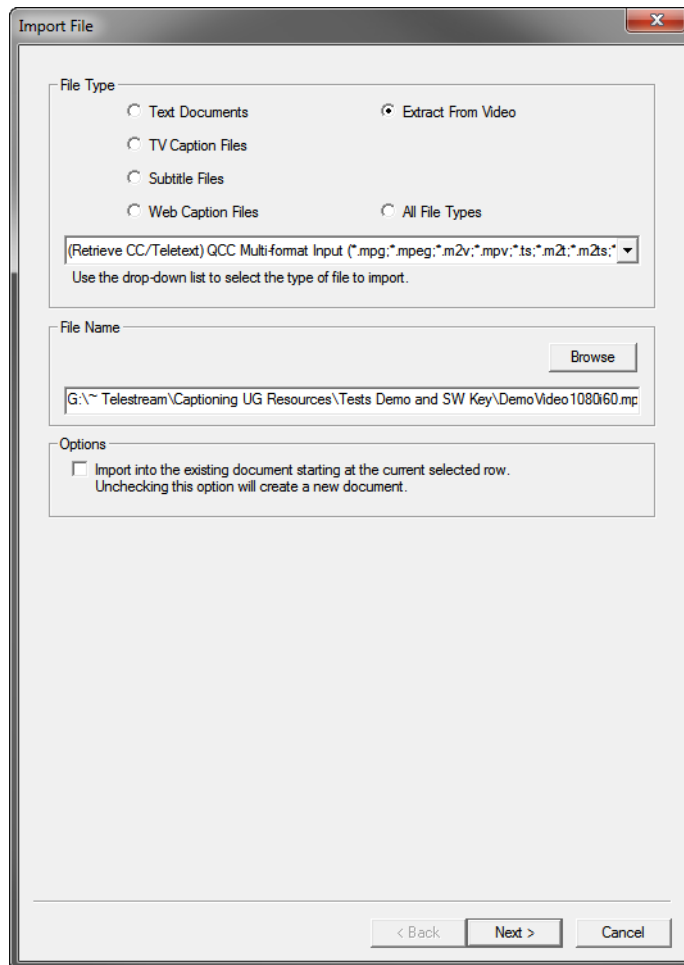 Import File
File Type
Text Documents
Extract From Video
TV Caption Files
Subtitle Files
Web Caption Files
All File Types
(Retrieve CC/Teletext) QCC Multi-format Input (*.mpg;*.mpeg;*.m2v;*.mpv;*.ts;*.m2t;*.m2ts;*
Use the drop-down list to select the type of file to import.
File Name
Browse
G:\~ Telestream\Captioning UG Resources\Tests Demo and SW Key\DemoVideo1080i60.mp
Options
Import into the existing document starting at the current selected row.
Unchecking this option will create a new document.
< Back
Next >
Cancel